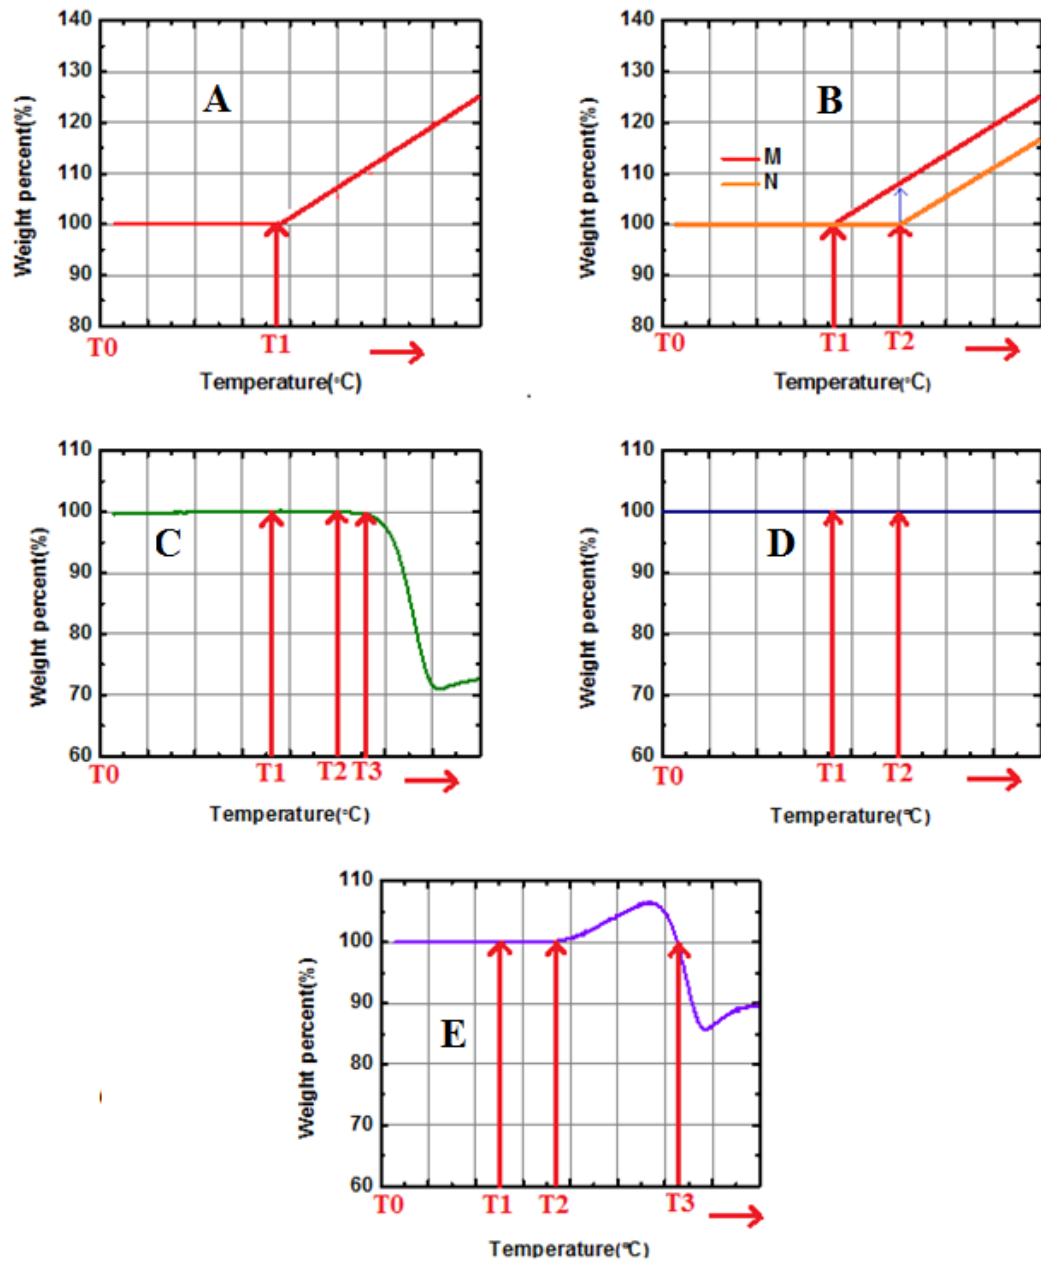 140
130
120
110
100
90
80
Weight percent(%)
A
T0
T1
Temperature(°C)
140
130
120
110
100
90
80
Weight percent(%)
B
M
N
T0
T1
T2
Temperature(°C)
110
100
90
80
70
60
Weight percent(%)
C
T0
T1
T2
T3
Temperature(°C)
110
100
90
80
70
60
Weight percent(%)
D
T0
T1
T2
Temperature(°C)
110
100
90
80
70
60
Weight percent(%)
E
T0
T1
T2
T3
Temperature(°C)